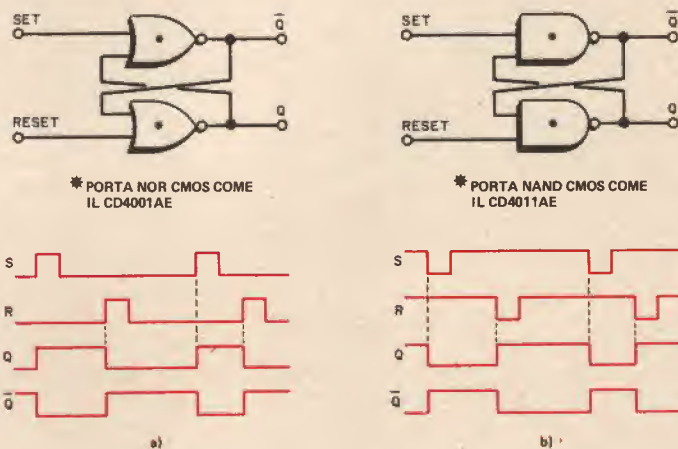 SET
Q̅
RESET
Q
* PORTA NOR CMOS COME
IL CD4001AE
S
R
Q
Q̅
a)
SET
Q̅
RESET
Q
* PORTA NAND CMOS COME
IL CD4011AE
S
R
Q
Q̅
b)